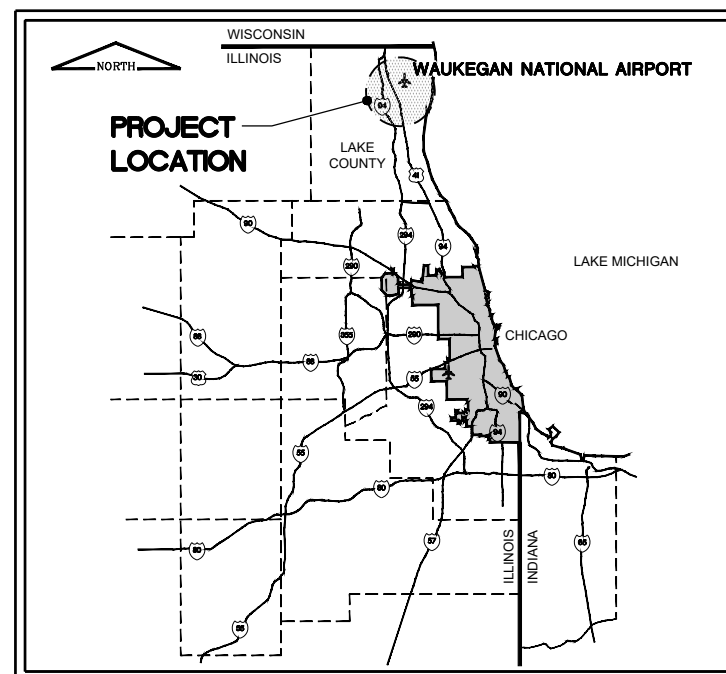 WISCONSIN
ILLINOIS
NORTH
WAUKEGAN NATIONAL AIRPORT
94
PROJECT
LOCATION
LAKE
COUNTY
41
90
294
94
290
LAKE MICHIGAN
355
290
CHICAGO
88
30
88
55
90
294
94
55
80
80
80
57
65
ILLINOIS
INDIANA
55